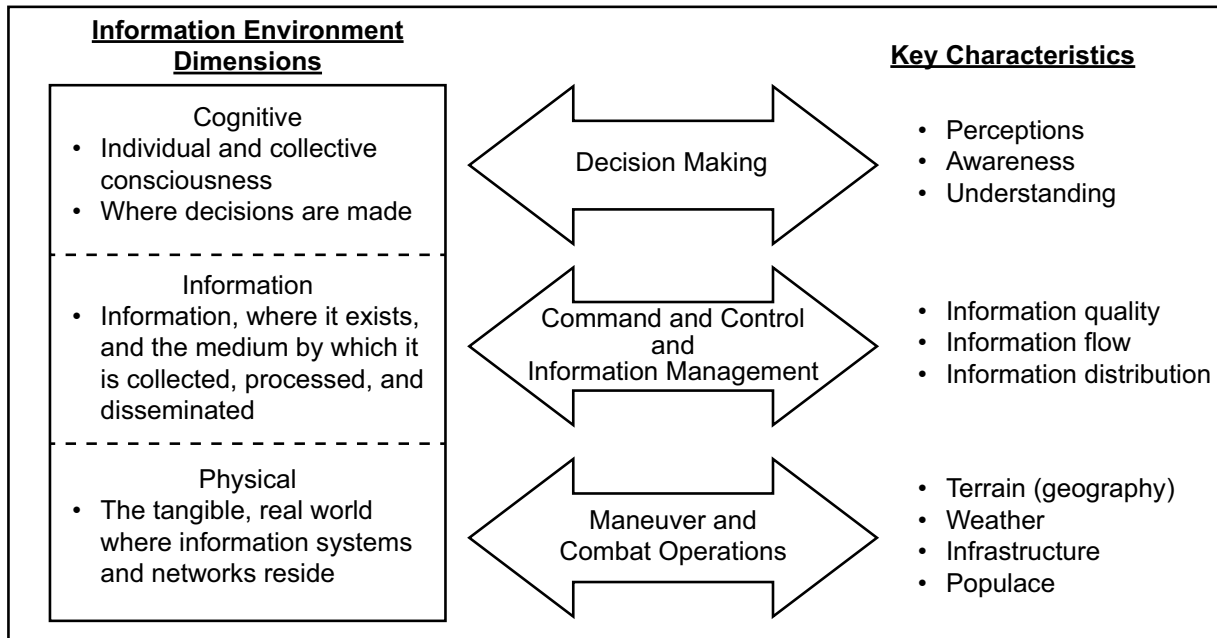 Information Environment
Dimensions
Cognitive
• Individual and collective
consciousness
• Where decisions are made
Information
• Information, where it exists,
and the medium by which it
is collected, processed, and
disseminated
Physical
• The tangible, real world
where information systems
and networks reside
Decision Making
Command and Control
and
Information Management
Maneuver and
Combat Operations
Key Characteristics
• Perceptions
• Awareness
• Understanding
• Information quality
• Information flow
• Information distribution
• Terrain (geography)
• Weather
• Infrastructure
• Populace